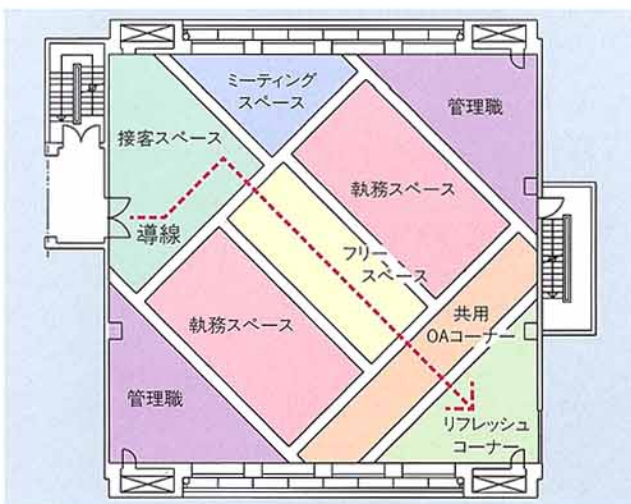 ミーティング
スペース
管理職
接客スペース
執務スペース
導線
フリー
スペース
執務スペース
共用
OAコーナー
管理職
リフレッシュ
コーナー